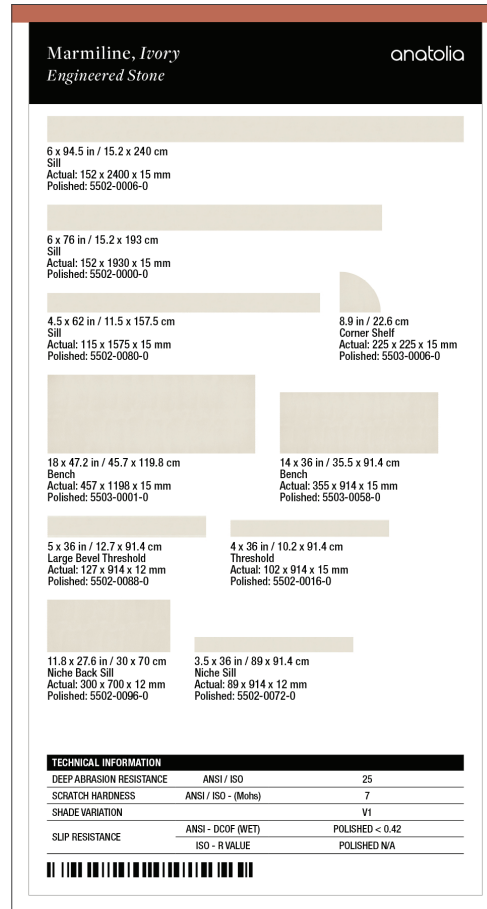 Marmiline, Ivory
Engineered Stone
anatolia
6 x 94.5 in / 15.2 x 240 cm
Sill
Actual: 152 x 2400 x 15 mm
Polished: 5502-0006-0
6 x 76 in / 15.2 x 193 cm
Sill
Actual: 152 x 1930 x 15 mm
Polished: 5502-0000-0
4.5 x 62 in / 11.5 x 157.5 cm
Sill
Actual: 115 x 1575 x 15 mm
Polished: 5502-0080-0
8.9 in / 22.6 cm
Corner Shelf
Actual: 225 x 225 x 15 mm
Polished: 5503-0006-0
18 x 47.2 in / 45.7 x 119.8 cm
Bench
Actual: 457 x 1198 x 15 mm
Polished: 5503-0001-0
14 x 36 in / 35.5 x 91.4 cm
Bench
Actual: 355 x 914 x 15 mm
Polished: 5503-0058-0
5 x 36 in / 12.7 x 91.4 cm
Large Bevel Threshold
Actual: 127 x 914 x 12 mm
Polished: 5502-0088-0
4 x 36 in / 10.2 x 91.4 cm
Threshold
Actual: 102 x 914 x 15 mm
Polished: 5502-0016-0
11.8 x 27.6 in / 30 x 70 cm
Niche Back Sill
Actual: 300 x 700 x 12 mm
Polished: 5502-0096-0
3.5 x 36 in / 89 x 91.4 cm
Niche Sill
Actual: 89 x 914 x 12 mm
Polished: 5502-0072-0
TECHNICAL INFORMATION
DEEP ABRASION RESISTANCE ANSI / ISO 25
SCRATCH HARDNESS ANSI / ISO - (Mohs) 7
SHADE VARIATION V1
SLIP RESISTANCE ANSI - DCOF (WET) POLISHED < 0.42
ISO - R VALUE POLISHED N/A